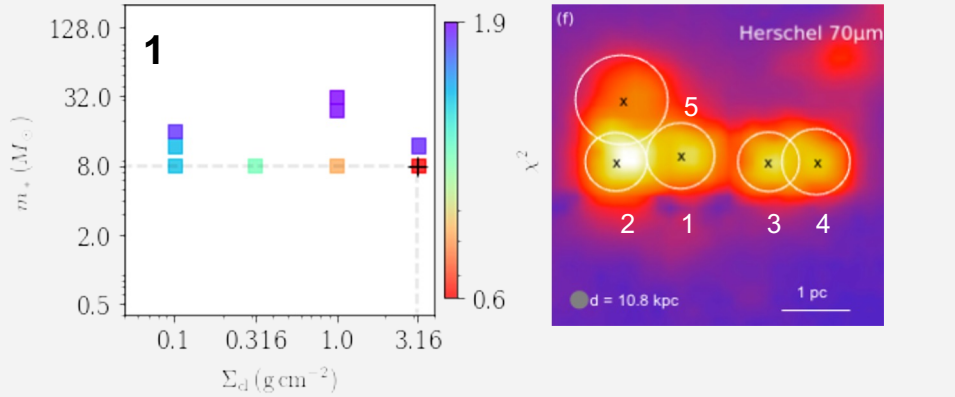 1
128.0
32.0
8.0
2.0
0.5
m* (M☉)
0.1 0.316 1.0 3.16
Σcl (g cm−2)
1.9
0.6
χ2
(f)
Herschel 70μm
x
5
x x x x
2 1 3 4
d = 10.8 kpc
1 pc